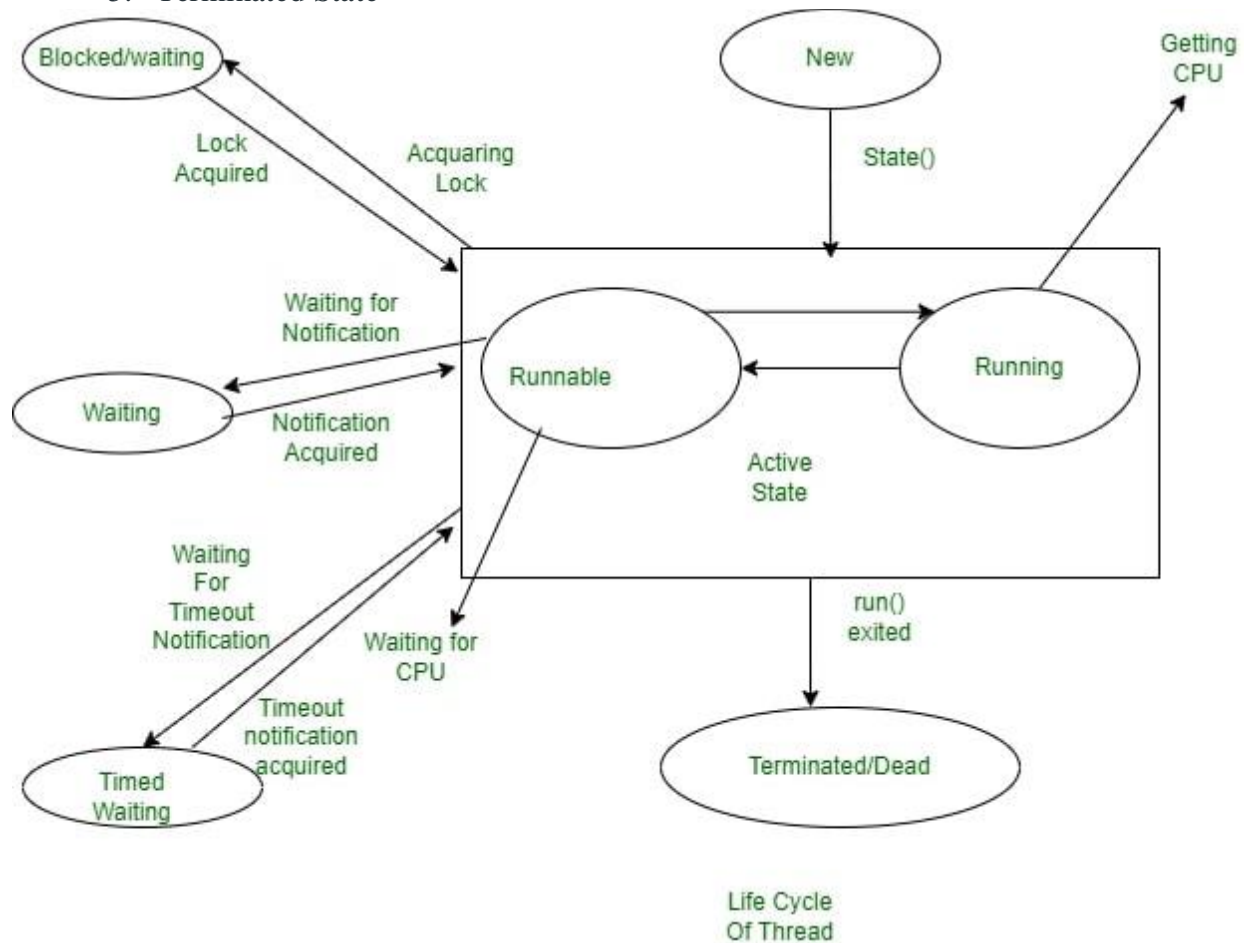 Blocked/waiting
New
Getting
CPU
Lock
Acquired
Acquaring
Lock
State()
Waiting for
Notification
Runnable
Running
Waiting
Notification
Acquired
Active
State
Waiting
For
Timeout
Notification
Waiting for
CPU
run()
exited
Timeout
notification
acquired
Timed
Waiting
Terminated/Dead
Life Cycle
Of Thread